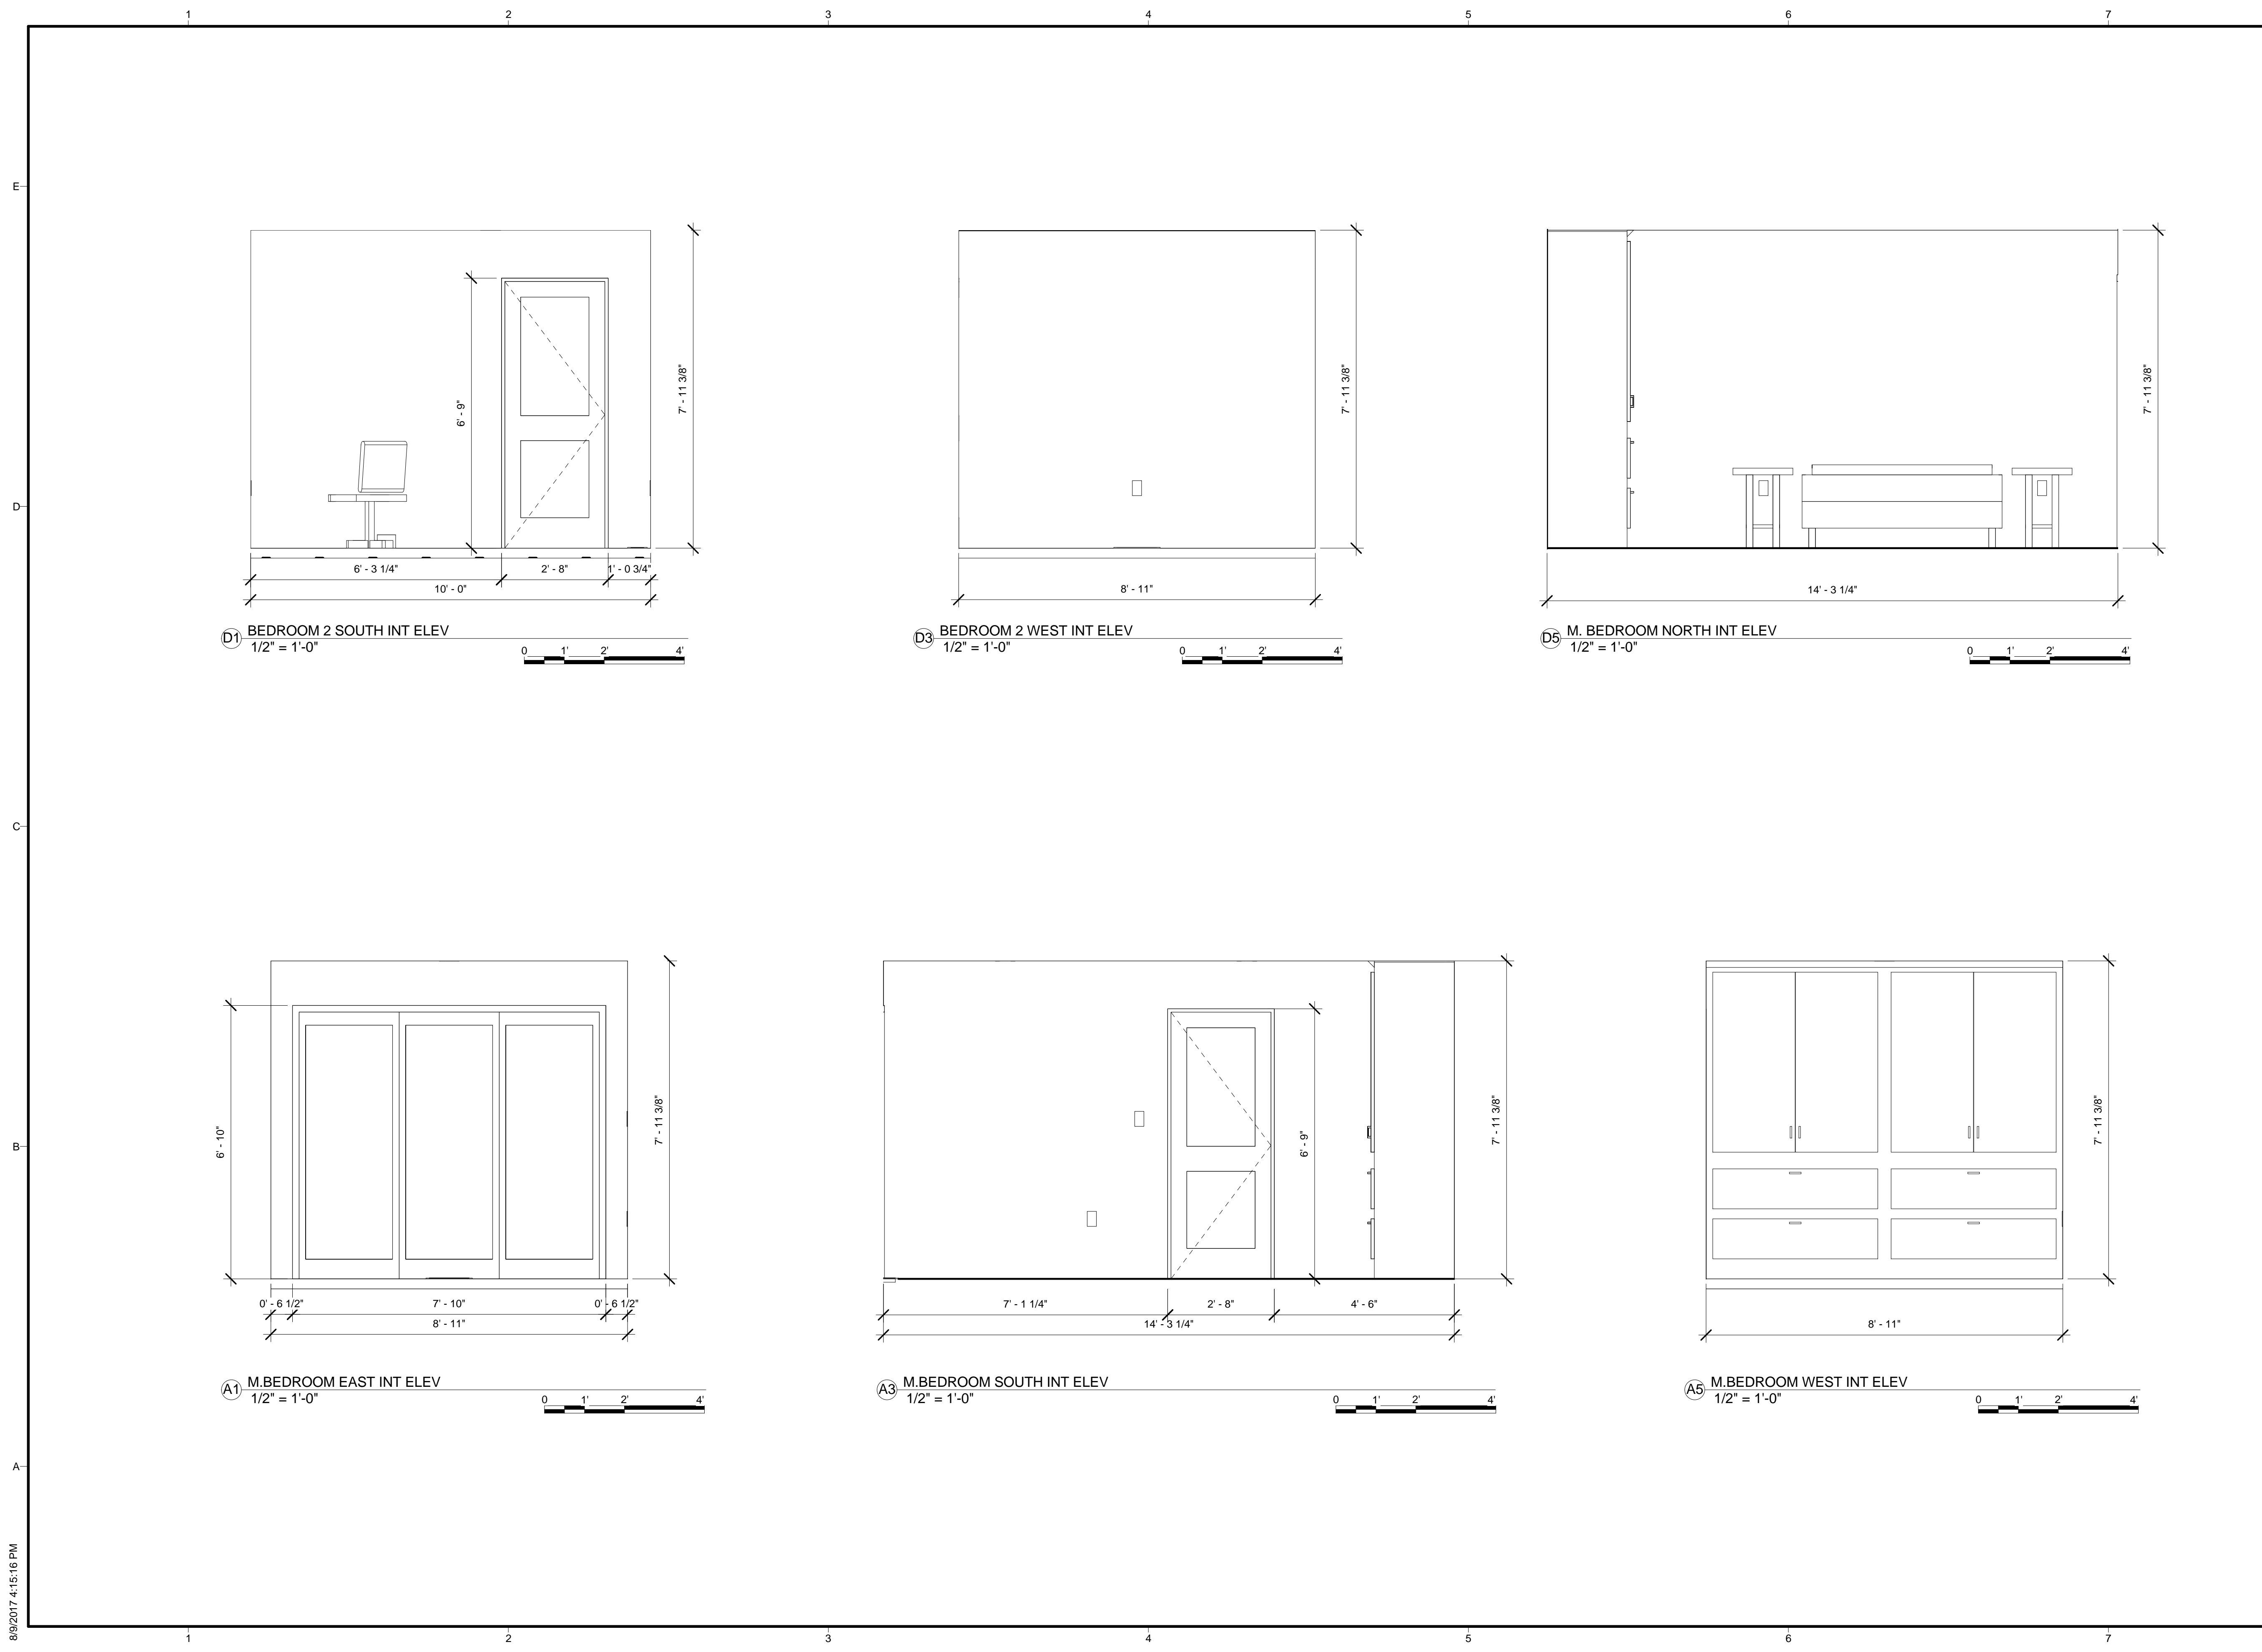 1 2 3 4 5 6 7
E
D
C
B
A
6' - 9"
7' - 11 3/8"
6' - 3 1/4" 2' - 8" 1' - 0 3/4"
10' - 0"
D1 BEDROOM 2 SOUTH INT ELEV
1/2" = 1'-0"
0 1' 2' 4'
7' - 11 3/8"
8' - 11"
D3 BEDROOM 2 WEST INT ELEV
1/2" = 1'-0"
0 1' 2' 4'
7' - 11 3/8"
14' - 3 1/4"
D5 M. BEDROOM NORTH INT ELEV
1/2" = 1'-0"
0 1' 2' 4'
6' - 10"
7' - 11 3/8"
0' - 6 1/2" 7' - 10" 0' - 6 1/2"
8' - 11"
A1 M.BEDROOM EAST INT ELEV
1/2" = 1'-0"
0 1' 2' 4'
6' - 9"
7' - 11 3/8"
7' - 1 1/4" 2' - 8" 4' - 6"
14' - 3 1/4"
A3 M.BEDROOM SOUTH INT ELEV
1/2" = 1'-0"
0 1' 2' 4'
7' - 11 3/8"
8' - 11"
A5 M.BEDROOM WEST INT ELEV
1/2" = 1'-0"
0 1' 2' 4'
8/9/2017 4:15:16 PM
1 2 3 4 5 6 7